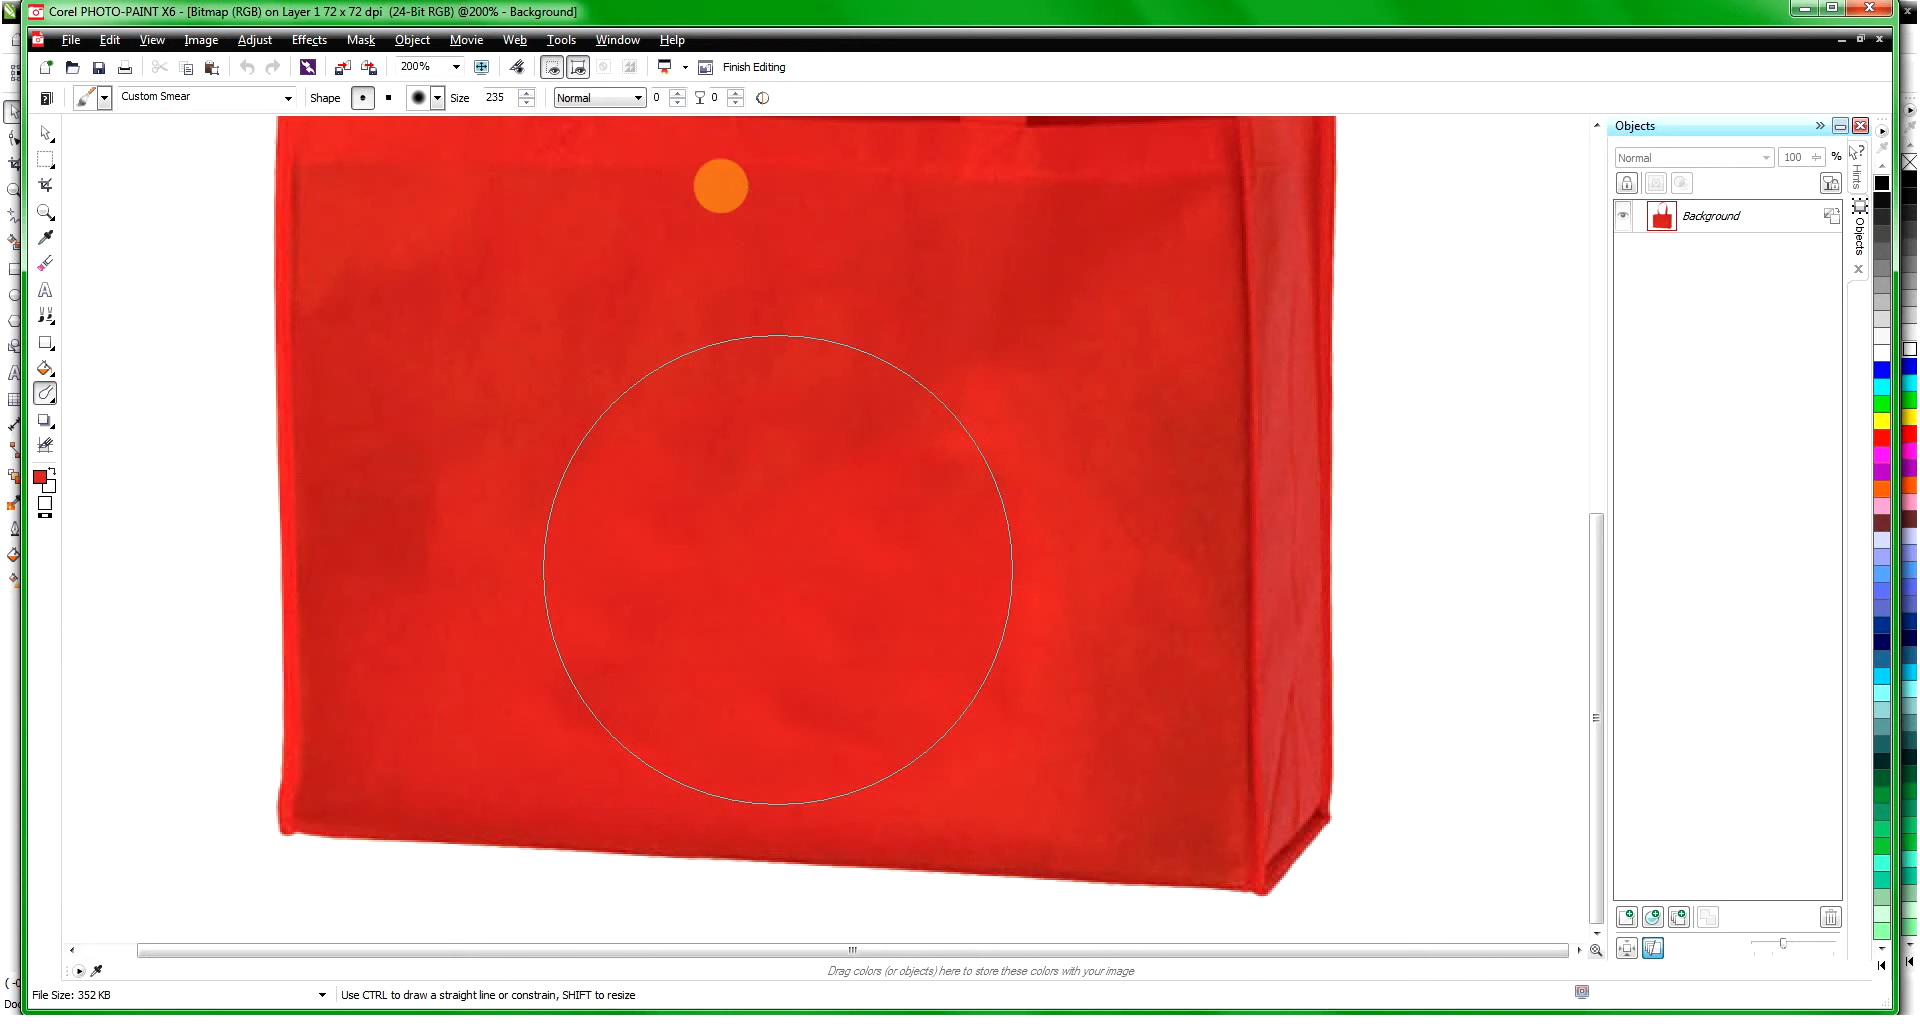 Corel PHOTO-PAINT X6 - [Bitmap (RGB) on Layer 1 72 x 72 dpi  (24-Bit RGB) @200% - Background]
File Edit View Image Adjust Effects Mask Object Movie Web Tools Window Help
200% Finish Editing
Custom Smear Shape Size 235 Normal 0 0
Objects
Normal 100 %
Hints
Background
Objects
Drag colors (or objects) here to store these colors with your image
File Size: 352 KB Use CTRL to draw a straight line or constrain, SHIFT to resize